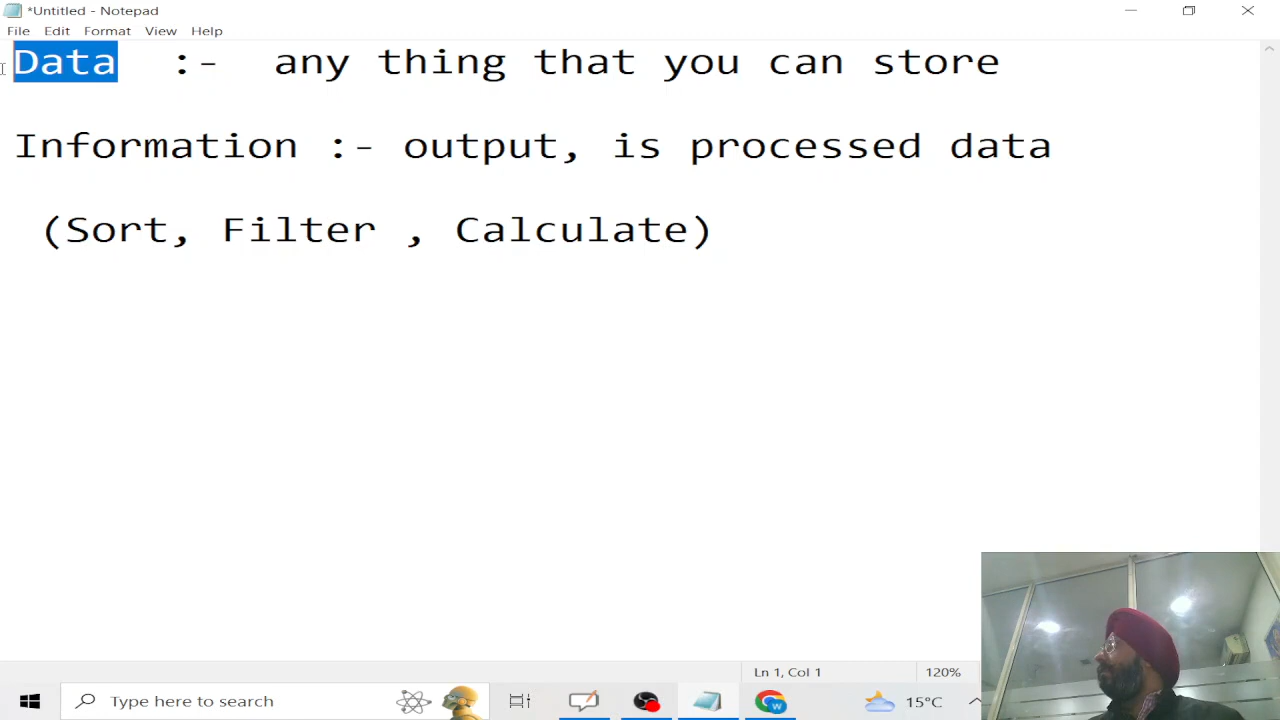 *Untitled - Notepad
File Edit Format View Help
Data :- any thing that you can store
Information :- output, is processed data
(Sort, Filter , Calculate)
Ln 1, Col 1 120%
Type here to search 15°C